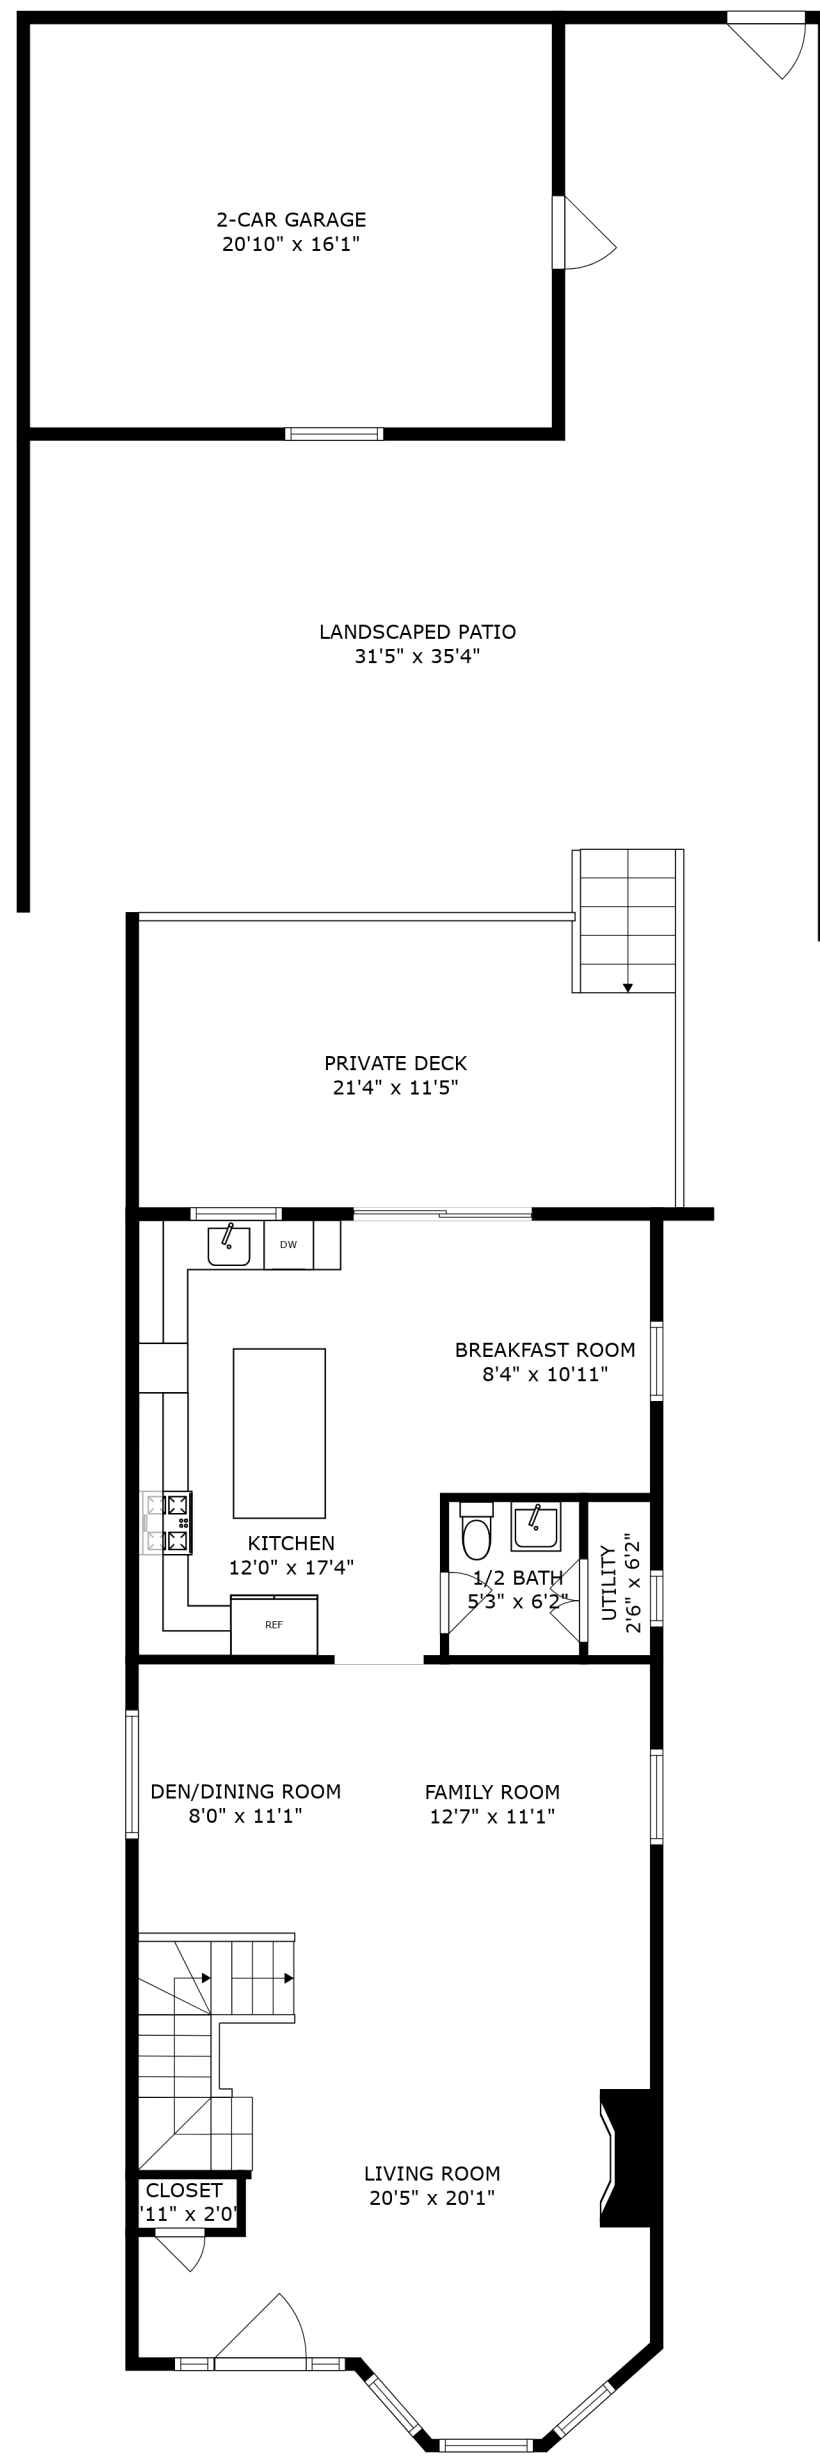 2-CAR GARAGE
20'10" x 16'1"
LANDSCAPED PATIO
31'5" x 35'4"
PRIVATE DECK
21'4" x 11'5"
DW
BREAKFAST ROOM
8'4" x 10'11"
KITCHEN
12'0" x 17'4"
1/2 BATH
5'3" x 6'2"
UTILITY
2'6" x 6'2"
REF
DEN/DINING ROOM
8'0" x 11'1"
FAMILY ROOM
12'7" x 11'1"
LIVING ROOM
20'5" x 20'1"
CLOSET
'11" x 2'0"